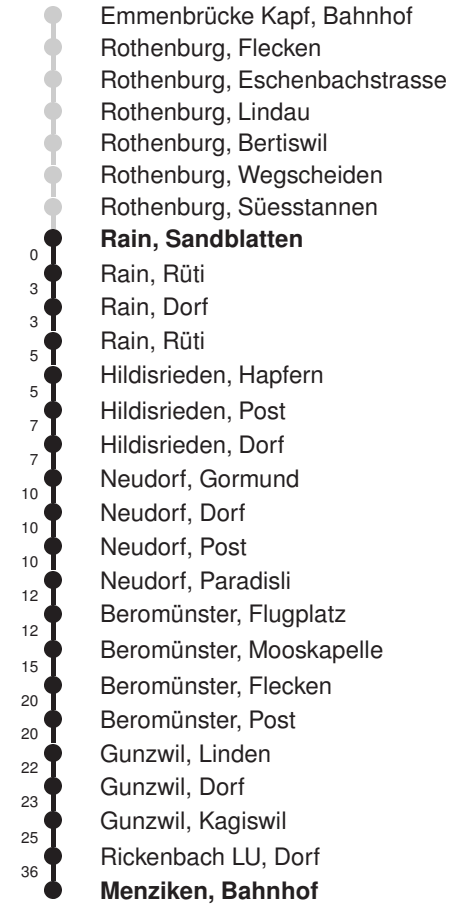 Emmenbrücke Kapf, Bahnhof
Rothenburg, Flecken
Rothenburg, Eschenbachstrasse
Rothenburg, Lindau
Rothenburg, Bertiswil
Rothenburg, Wegscheiden
Rothenburg, Süesstannen
Rain, Sandblatten
0
Rain, Rüti
3
Rain, Dorf
3
Rain, Rüti
5
Hildisrieden, Hapfern
5
Hildisrieden, Post
7
Hildisrieden, Dorf
7
Neudorf, Gormund
10
Neudorf, Dorf
10
Neudorf, Post
10
Neudorf, Paradisli
12
Beromünster, Flugplatz
12
Beromünster, Mooskapelle
15
Beromünster, Flecken
20
Beromünster, Post
20
Gunzwil, Linden
22
Gunzwil, Dorf
23
Gunzwil, Kagiswil
25
Rickenbach LU, Dorf
36
Menziken, Bahnhof